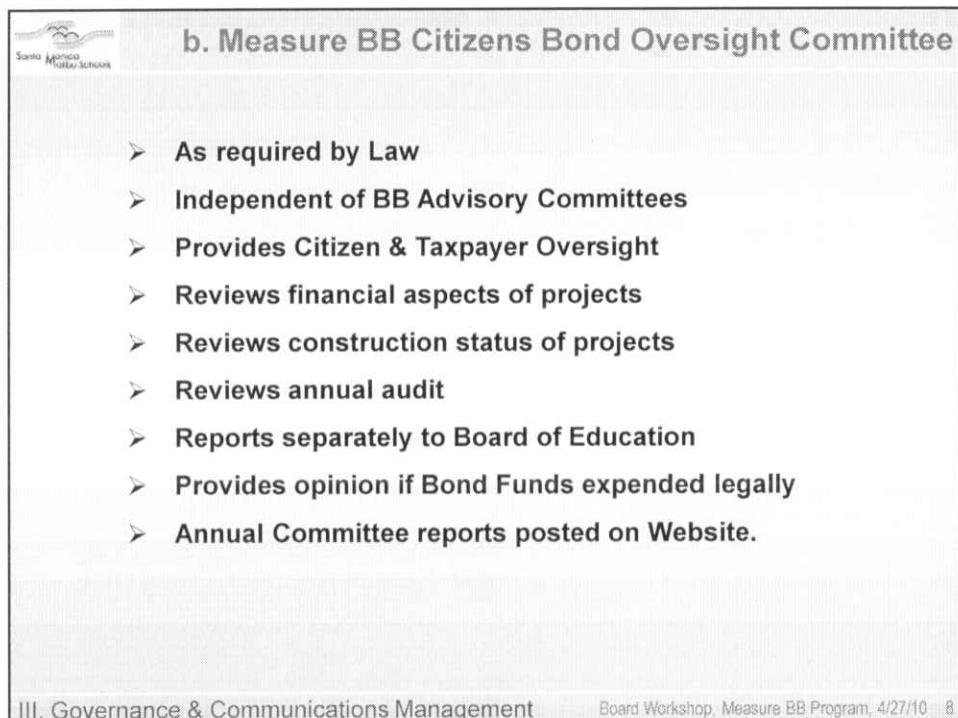 Santa Monica
Malibu Schools
b. Measure BB Citizens Bond Oversight Committee
➢ As required by Law
➢ Independent of BB Advisory Committees
➢ Provides Citizen & Taxpayer Oversight
➢ Reviews financial aspects of projects
➢ Reviews construction status of projects
➢ Reviews annual audit
➢ Reports separately to Board of Education
➢ Provides opinion if Bond Funds expended legally
➢ Annual Committee reports posted on Website.
III. Governance & Communications Management Board Workshop, Measure BB Program, 4/27/10 8